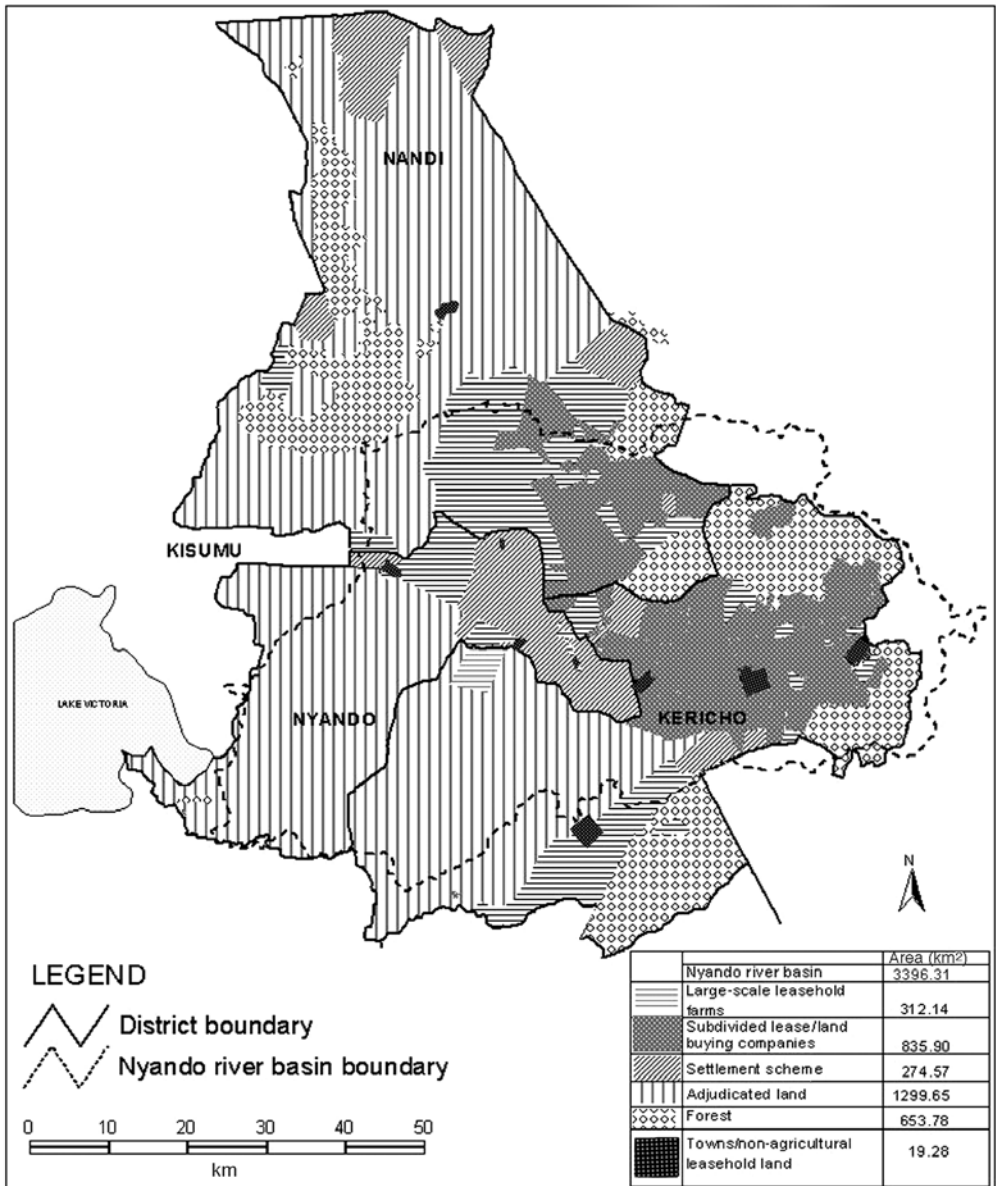 NANDI
KISUMU
LAKE VICTORIA
NYANDO
KERICHO
N
LEGEND
District boundary
Nyando river basin boundary
0 10 20 30 40 50
km
Area (km²)
Nyando river basin 3396.31
Large-scale leasehold
farms 312.14
Subdivided lease/land
buying companies 835.90
Settlement scheme 274.57
Adjudicated land 1299.65
Forest 653.78
Towns/non-agricultural
leasehold land 19.28